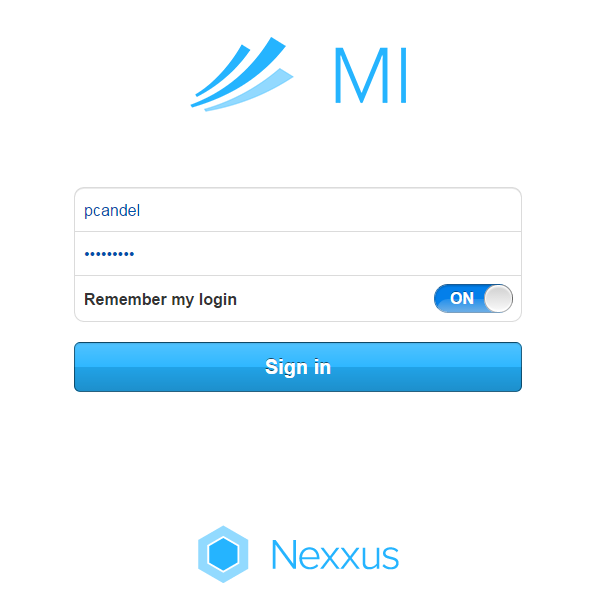 MI
pcandel
•••••••••
Remember my login
ON
Sign in
Nexxus